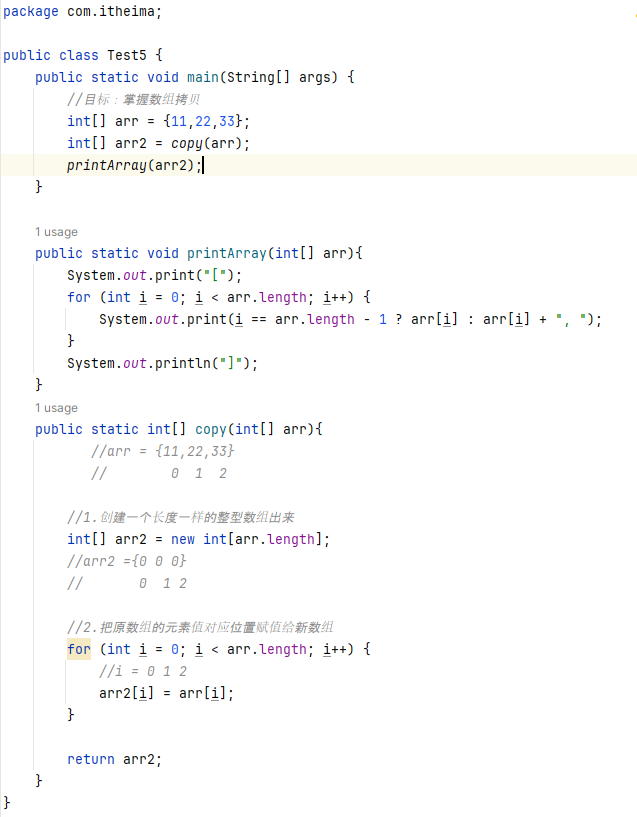 package com.itheima;
public class Test5 {
    public static void main(String[] args) {
        //目标：掌握数组拷贝
        int[] arr = {11,22,33};
        int[] arr2 = copy(arr);
        printArray(arr2);
    }
    1 usage
    public static void printArray(int[] arr){
        System.out.print("[");
        for (int i = 0; i < arr.length; i++) {
            System.out.print(i == arr.length - 1 ? arr[i] : arr[i] + ", ");
        }
        System.out.println("]");
    }
    1 usage
    public static int[] copy(int[] arr){
           //arr = {11,22,33}
           //        0  1  2
        //1.创建一个长度一样的整型数组出来
        int[] arr2 = new int[arr.length];
        //arr2 ={0 0 0}
        //       0  1 2
        //2.把原数组的元素值对应位置赋值给新数组
        for (int i = 0; i < arr.length; i++) {
            //i = 0 1 2
            arr2[i] = arr[i];
        }
        return arr2;
    }
}